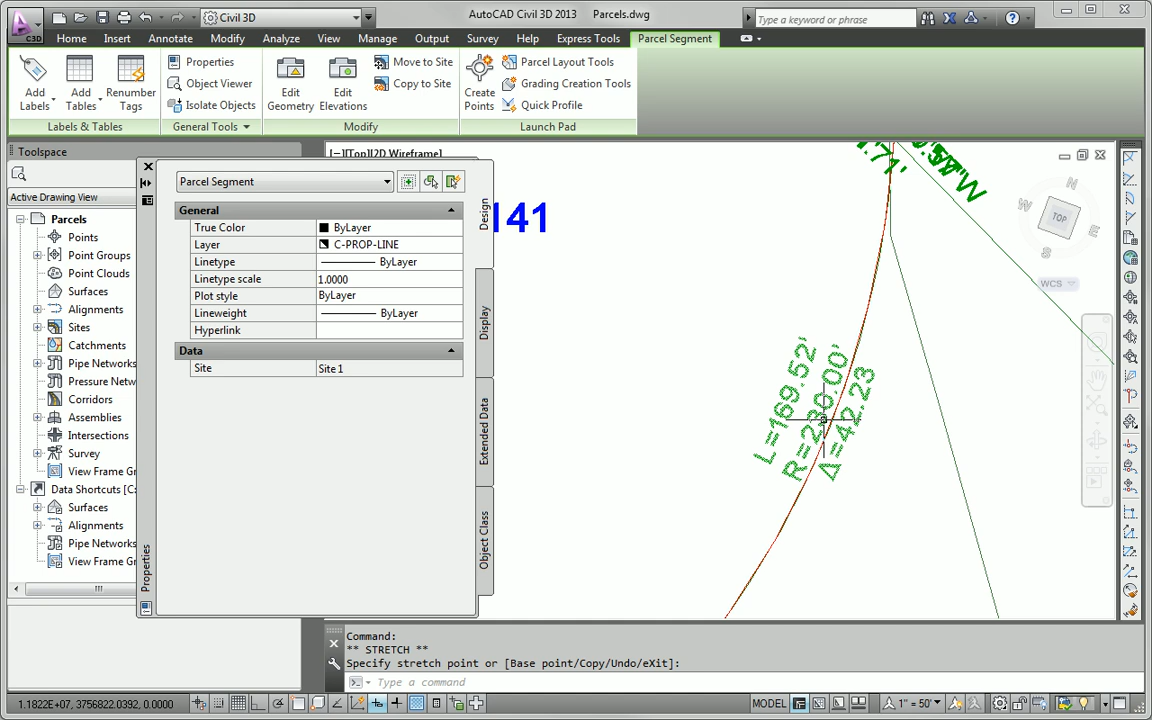 Civil 3D
AutoCAD Civil 3D 2013 Parcels.dwg
Type a keyword or phrase
C3D
Home Insert Annotate Modify Analyze View Manage Output Survey Help Express Tools Parcel Segment
Add Labels
Add Tables
Renumber Tags
Properties
Object Viewer
Isolate Objects
Edit Geometry
Edit Elevations
Move to Site
Copy to Site
Create Points
Parcel Layout Tools
Grading Creation Tools
Quick Profile
Labels & Tables
General Tools
Modify
Launch Pad
Toolspace
Active Drawing View
Parcels
Points
Point Groups
Point Clouds
Surfaces
Alignments
Sites
Catchments
Pipe Networks
Pressure Netw
Corridors
Assemblies
Intersections
Survey
View Frame G
Data Shortcuts [C:
Surfaces
Alignments
Pipe Networks
View Frame Gr
Parcel Segment
General
True Color ByLayer
Layer C-PROP-LINE
Linetype ByLayer
Linetype scale 1.0000
Plot style ByLayer
Lineweight ByLayer
Hyperlink
Data
Site Site 1
Design
Display
Extended Data
Object Class
Properties
[−][Top][2D Wireframe]
141
L=169.52'
R=230.00'
Δ=42.23
N
W
TOP
E
S
WCS
Command:
** STRETCH **
Specify stretch point or [Base point/Copy/Undo/eXit]:
Type a command
1.1822E+07, 3756822.0392, 0.0000
MODEL
1" = 50'